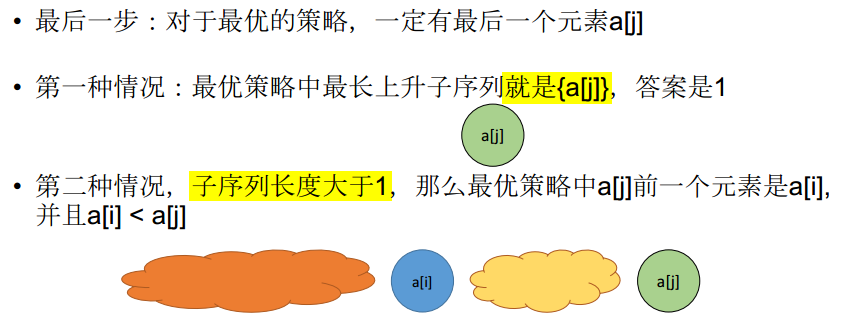 • 最后一步：对于最优的策略，一定有最后一个元素a[j]
• 第一种情况：最优策略中最长上升子序列就是{a[j]}，答案是1
a[j]
• 第二种情况，子序列长度大于1，那么最优策略中a[j]前一个元素是a[i],
并且a[i] < a[j]
a[i]
a[j]